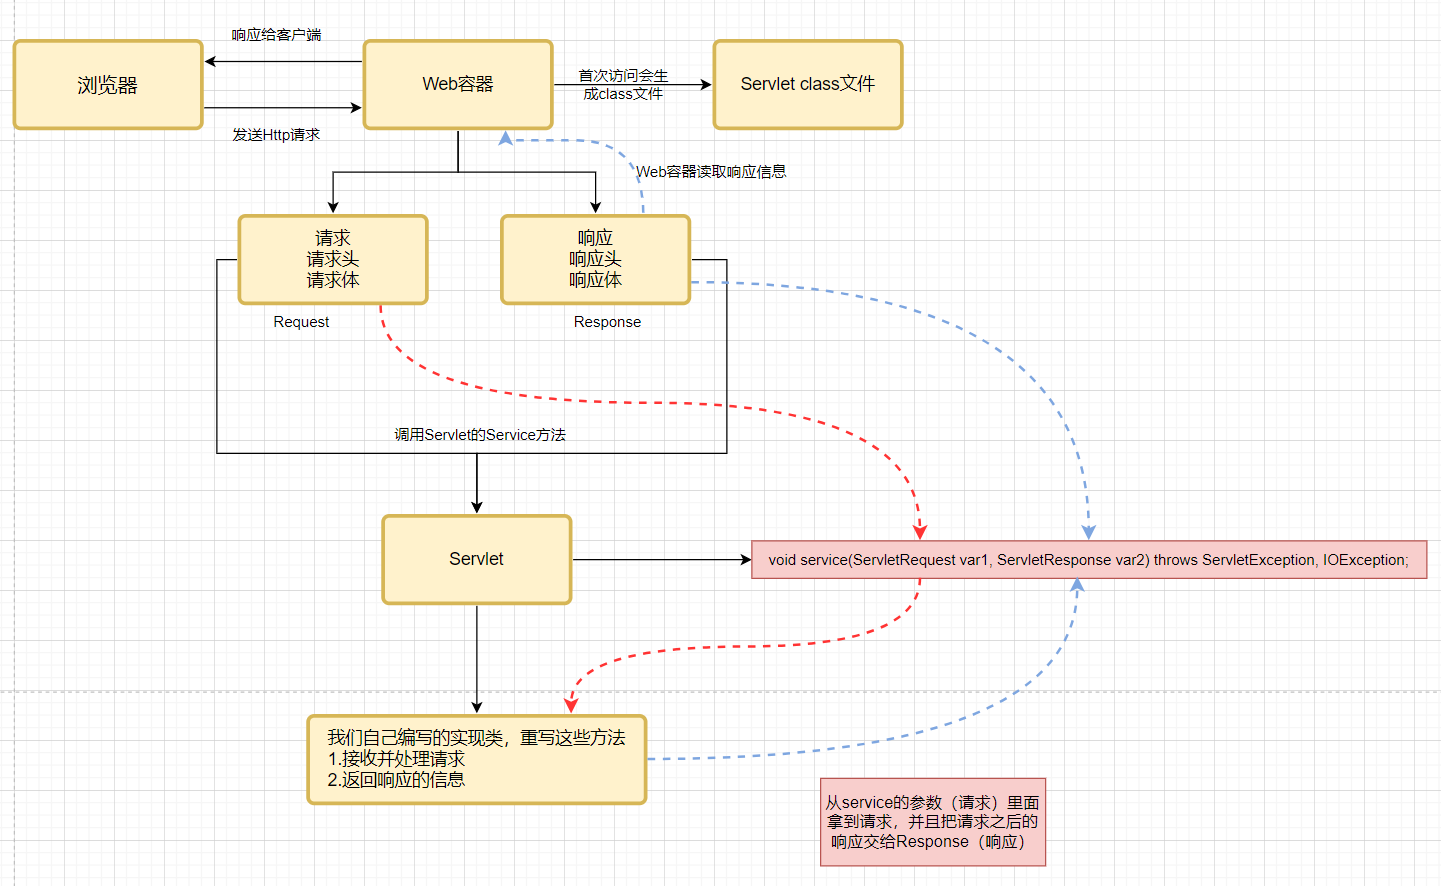 响应给客户端
浏览器
Web容器
首次访问会生
成class文件
Servlet class文件
发送Http请求
Web容器读取响应信息
请求
请求头
请求体
响应
响应头
响应体
Request
Response
调用Servlet的Service方法
Servlet
void service(ServletRequest var1, ServletResponse var2) throws ServletException, IOException;
我们自己编写的实现类，重写这些方法
1.接收并处理请求
2.返回响应的信息
从service的参数（请求）里面
拿到请求，并且把请求之后的
响应交给Response（响应）